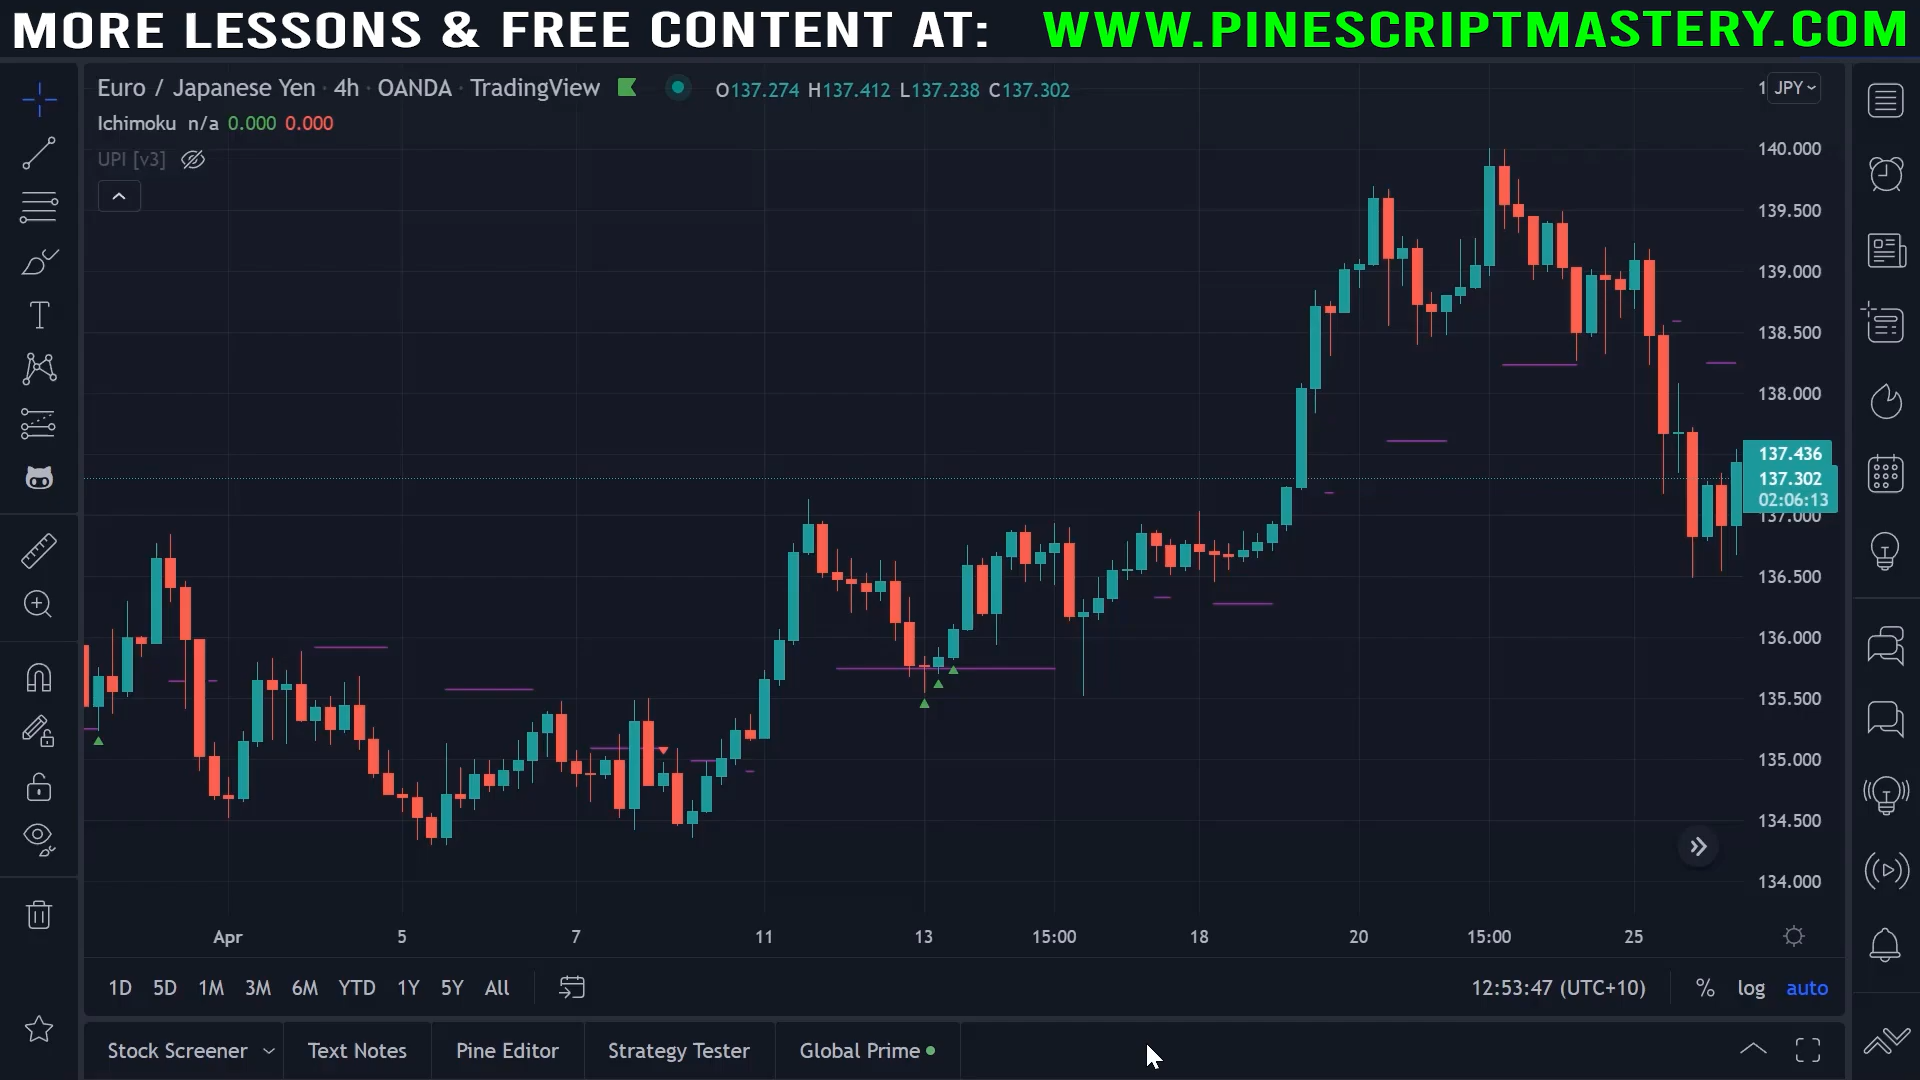 MORE LESSONS & FREE CONTENT AT: WWW.PINESCRIPTMASTERY.COM
Euro / Japanese Yen · 4h · OANDA · TradingView O137.274 H137.412 L137.238 C137.302
JPY
Ichimoku n/a 0.000 0.000
UPI [v3]
140.000
139.500
139.000
138.500
138.000
137.436
137.302
02:06:13
137.000
136.500
136.000
135.500
135.000
134.500
134.000
Apr 5 7 11 13 15:00 18 20 15:00 25
1D 5D 1M 3M 6M YTD 1Y 5Y All 12:53:47 (UTC+10) % log auto
Stock Screener Text Notes Pine Editor Strategy Tester Global Prime